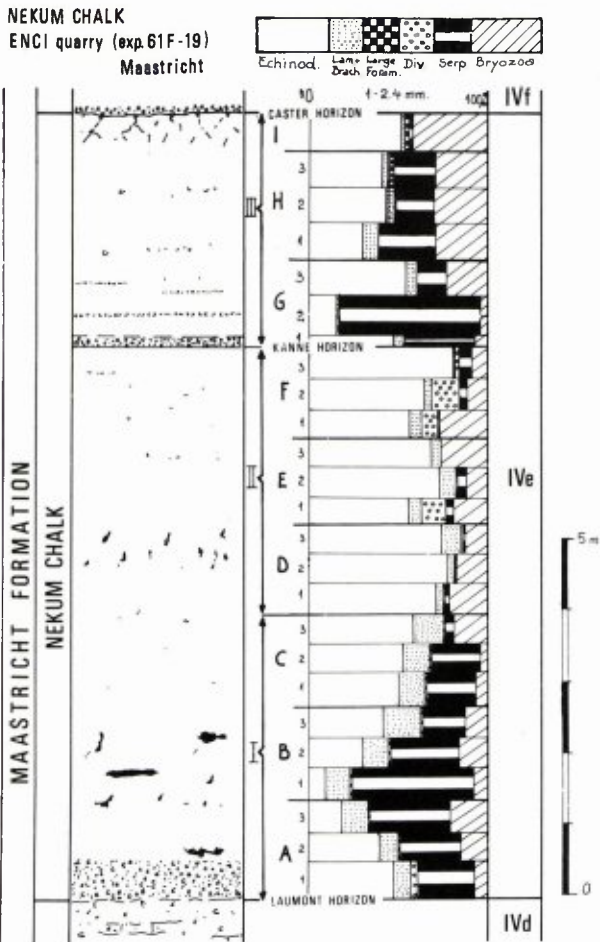 NEKUM CHALK
ENCI quarry (exp. 61F-19)
Maastricht
Echinod. Lam+ Brach. Large Foram. Div Serp Bryozoa
0 1-2.4 mm. 100%
IVf
CASTER HORIZON
I
3
H 2
1
III
3
G 2
1
KANNE HORIZON
3
F 2
1
3
E 2
1
II
IVe
3
D 2
1
5 m
3
C 2
1
3
B 2
1
I
3
A 2
1
0
LAUMONT HORIZON
IVd
MAASTRICHT FORMATION
NEKUM CHALK